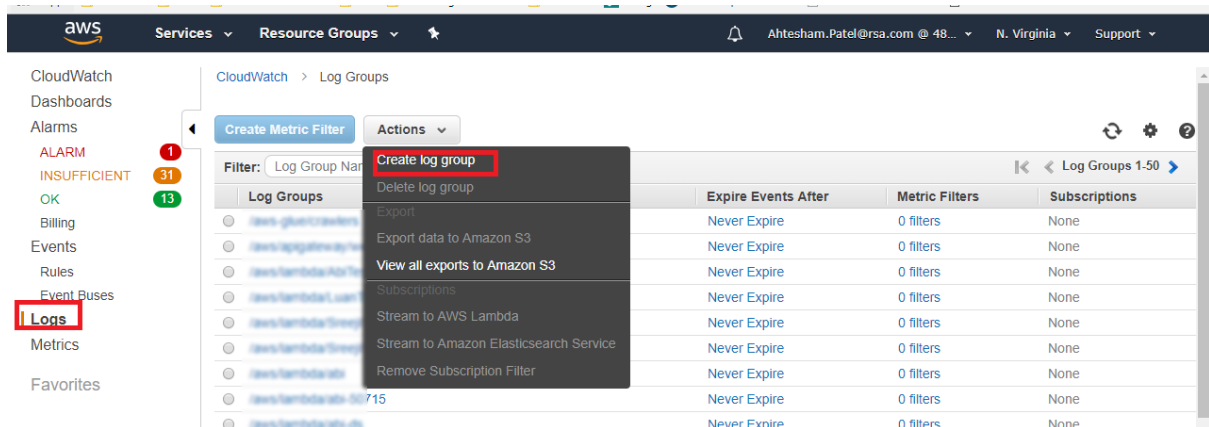 aws Services Resource Groups Ahtesham.Patel@rsa.com @ 48... N. Virginia Support
CloudWatch
Dashboards
Alarms
ALARM 1
INSUFFICIENT 31
OK 13
Billing
Events
Rules
Event Buses
Logs
Metrics
Favorites
CloudWatch > Log Groups
Create Metric Filter Actions
Filter: Log Group Nam Log Groups 1-50
Create log group
Delete log group
Export
Export data to Amazon S3
View all exports to Amazon S3
Subscriptions
Stream to AWS Lambda
Stream to Amazon Elasticsearch Service
Remove Subscription Filter
Log Groups Expire Events After Metric Filters Subscriptions
Never Expire 0 filters None
Never Expire 0 filters None
Never Expire 0 filters None
Never Expire 0 filters None
Never Expire 0 filters None
Never Expire 0 filters None
Never Expire 0 filters None
715 Never Expire 0 filters None
Never Expire 0 filters None